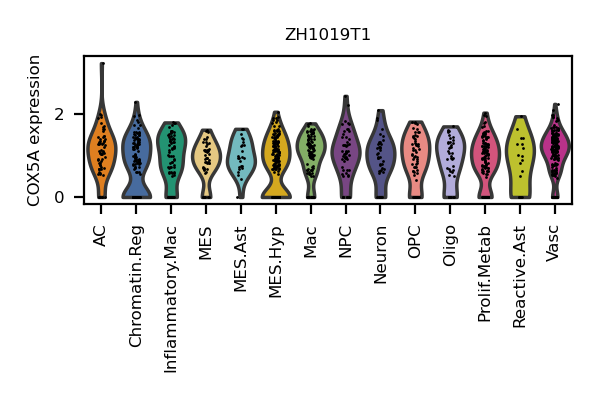 ZH1019T1
COX5A expression
2
0
AC
Chromatin.Reg
Inflammatory.Mac
MES
MES.Ast
MES.Hyp
Mac
NPC
Neuron
OPC
Oligo
Prolif.Metab
Reactive.Ast
Vasc